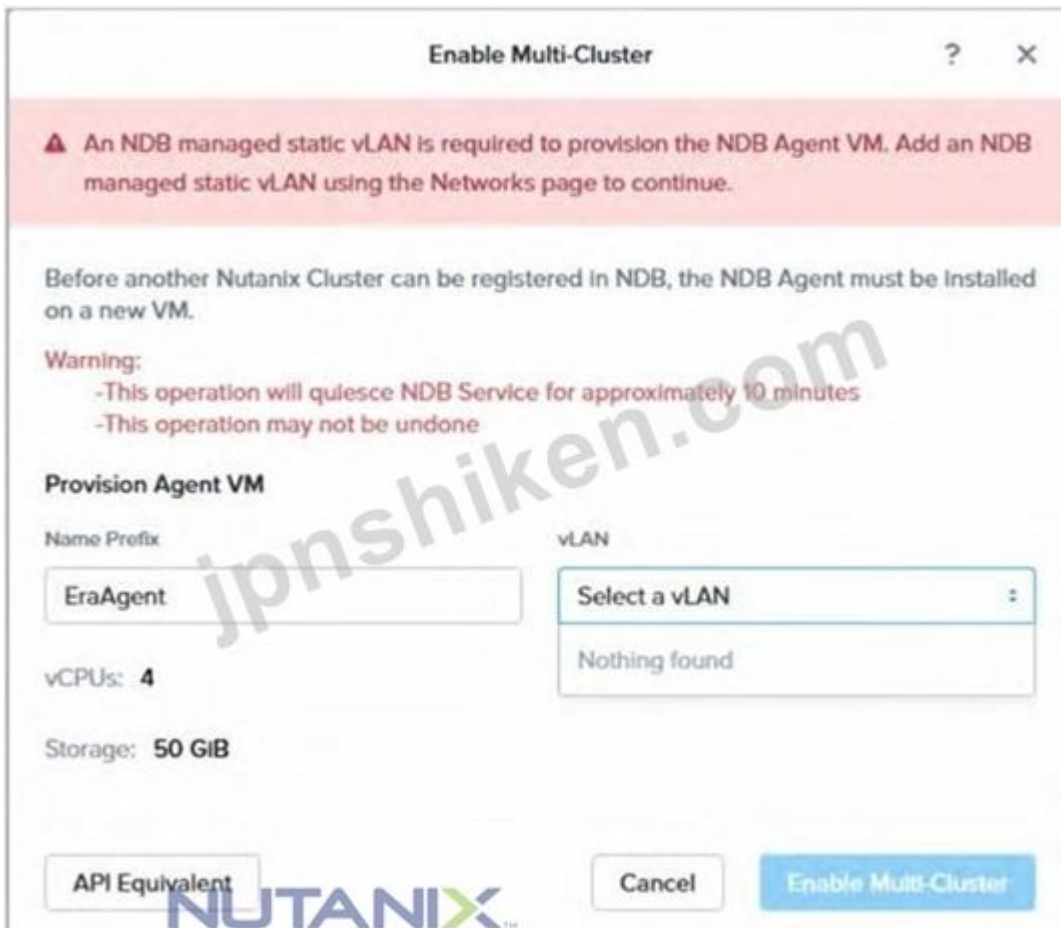 Enable Multi-Cluster ? ×
An NDB managed static vLAN is required to provision the NDB Agent VM. Add an NDB
managed static vLAN using the Networks page to continue.
Before another Nutanix Cluster can be registered in NDB, the NDB Agent must be installed
on a new VM.
Warning:
-This operation will quiesce NDB Service for approximately 10 minutes
-This operation may not be undone
Provision Agent VM
Name Prefix
vLAN
EraAgent
Select a vLAN
Nothing found
vCPUs: 4
Storage: 50 GiB
API Equivalent
Cancel
Enable Multi-Cluster
NUTANIX™
jpnshiken.com